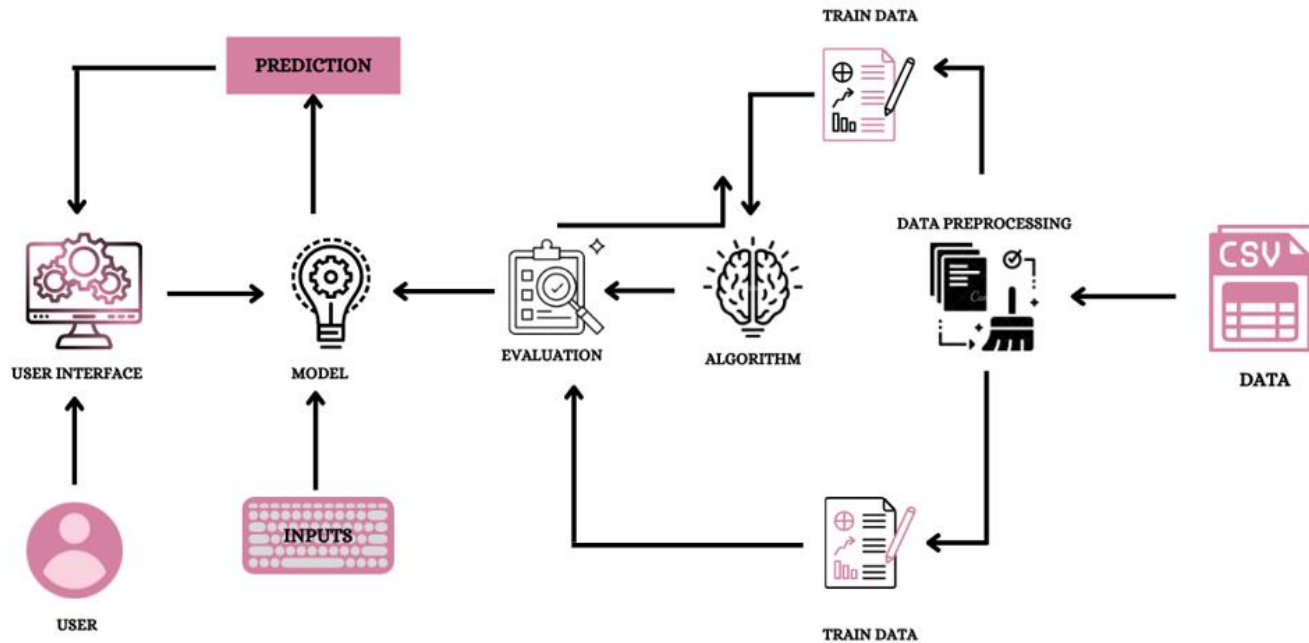 TRAIN DATA
PREDICTION
DATA PREPROCESSING
CSV
USER INTERFACE
MODEL
EVALUATION
ALGORITHM
DATA
INPUTS
USER
TRAIN DATA